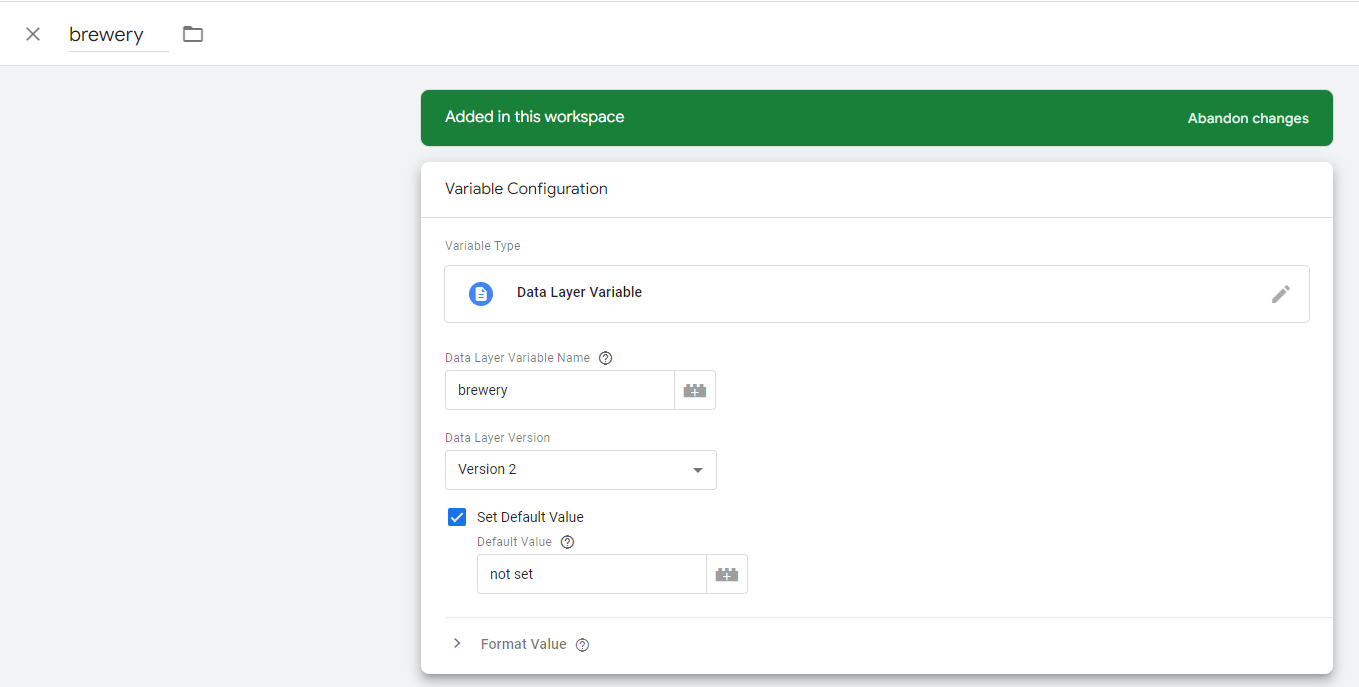 brewery
Added in this workspace
Abandon changes
Variable Configuration
Variable Type
Data Layer Variable
Data Layer Variable Name
brewery
Data Layer Version
Version 2
Set Default Value
Default Value
not set
Format Value